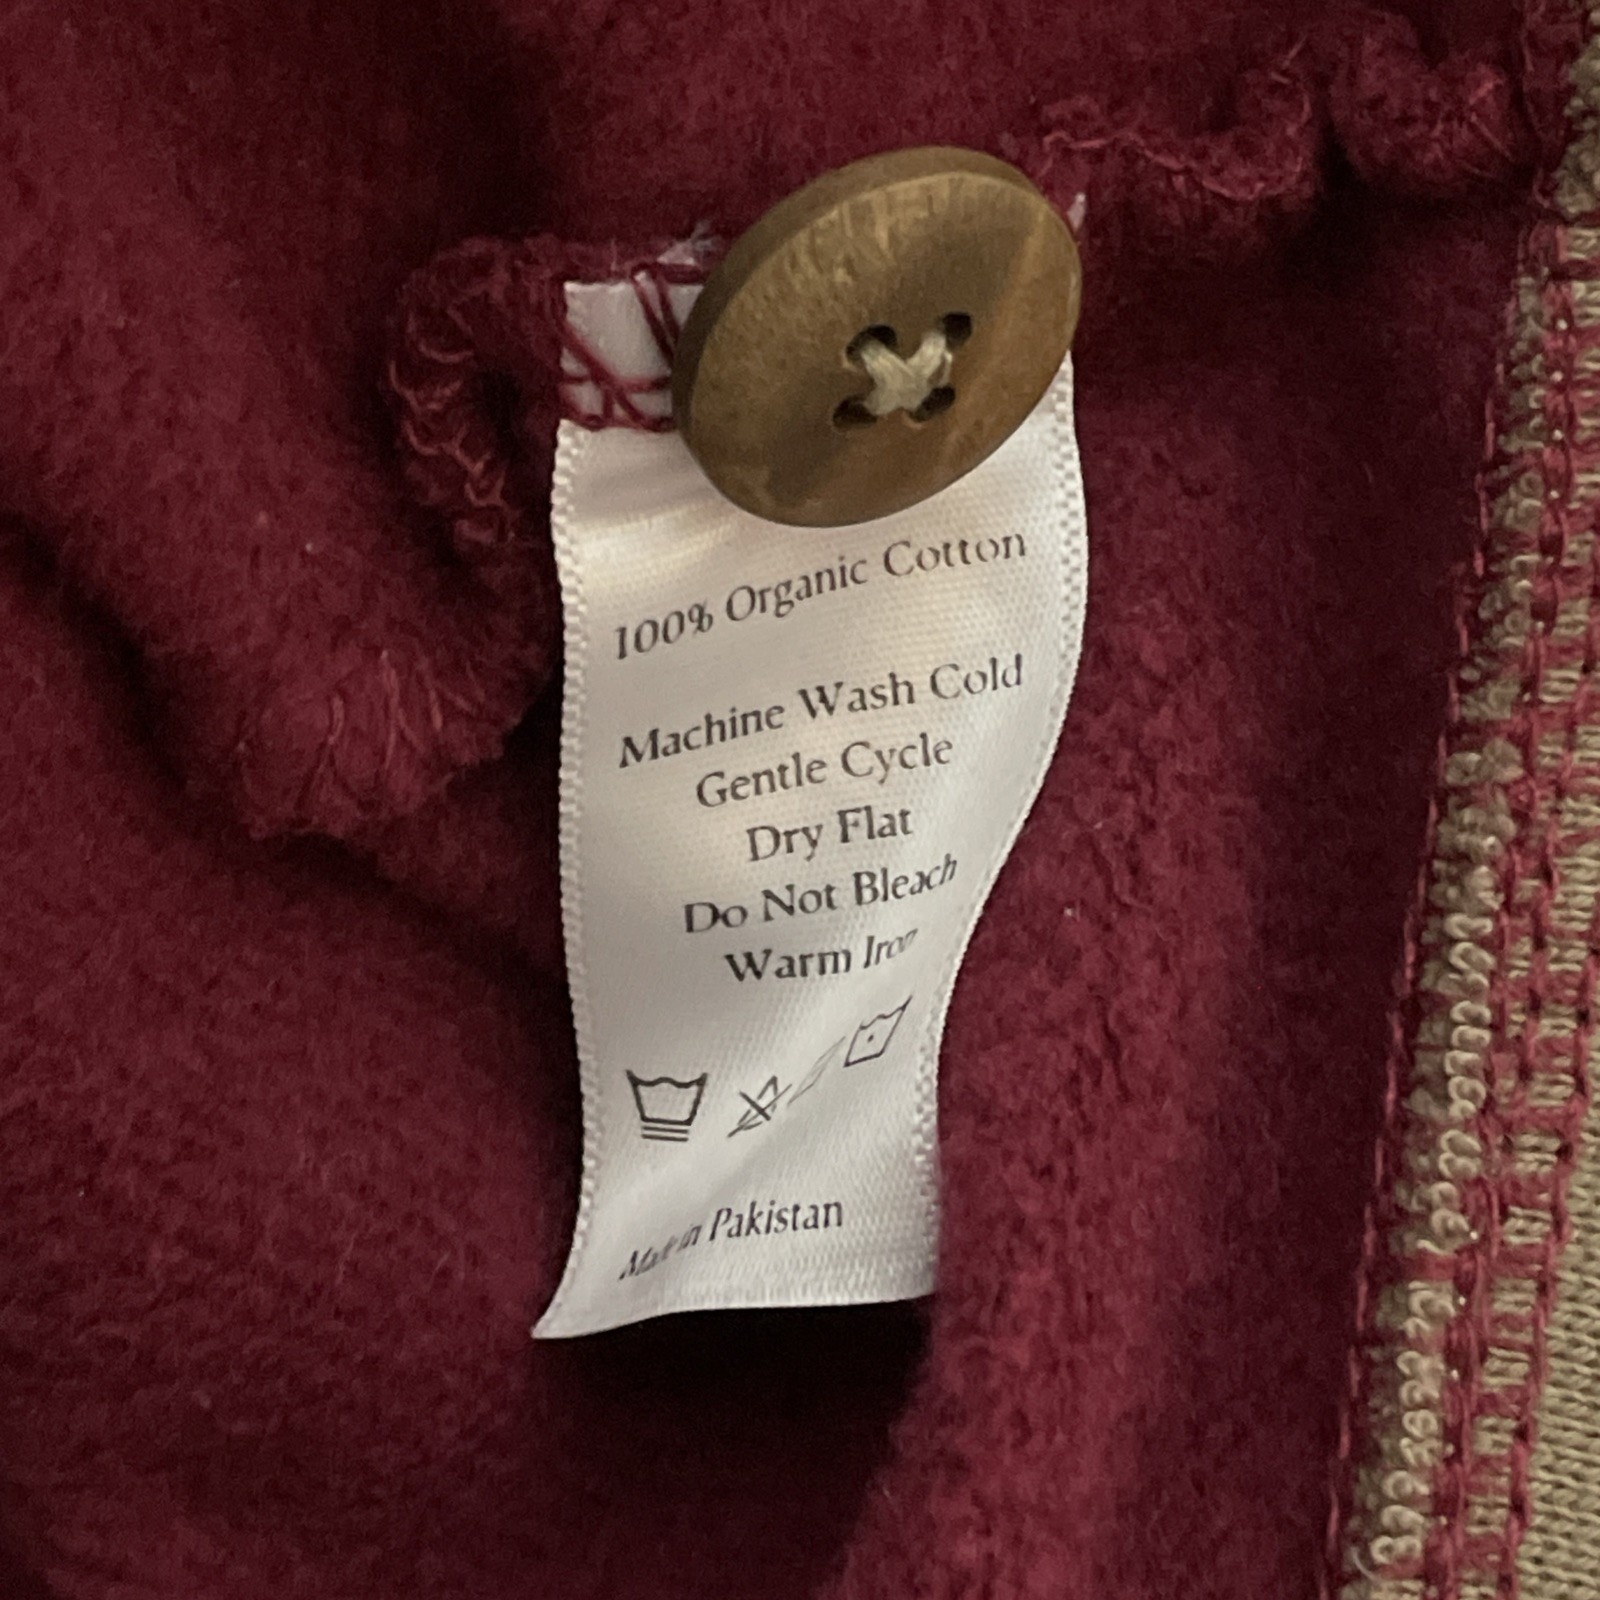 100% Organic Cotton
Machine Wash Cold
Gentle Cycle
Dry Flat
Do Not Bleach
Warm Iron
Made in Pakistan